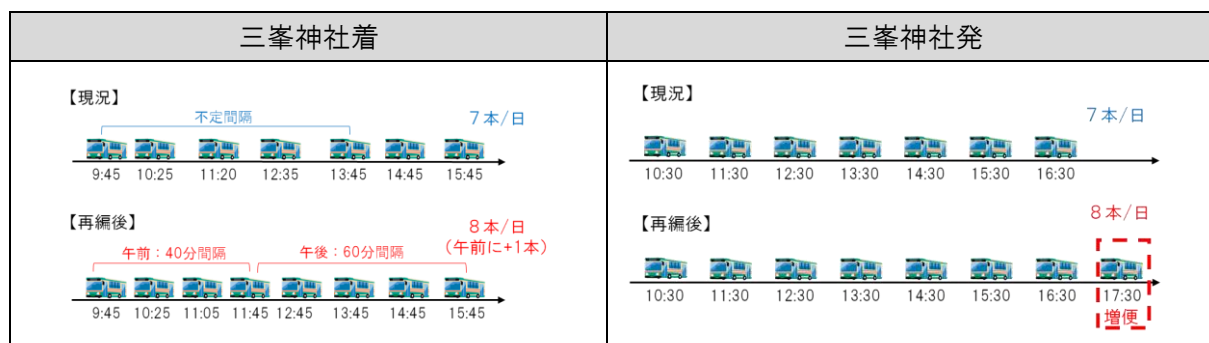 三峯神社着
【現況】
不定間隔
7本/日
9:45 10:25 11:20 12:35 13:45 14:45 15:45
【再編後】
8本/日
(午前に+1本)
午前:40分間隔 午後:60分間隔
9:45 10:25 11:05 11:45 12:45 13:45 14:45 15:45
三峯神社発
【現況】
7本/日
10:30 11:30 12:30 13:30 14:30 15:30 16:30
【再編後】
8本/日
10:30 11:30 12:30 13:30 14:30 15:30 16:30 17:30
増便